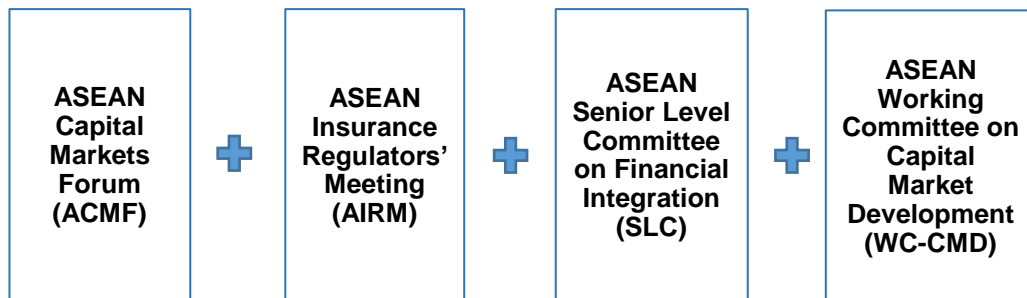 ASEAN
Capital
Markets
Forum
(ACMF)
ASEAN
Insurance
Regulators’
Meeting
(AIRM)
ASEAN
Senior Level
Committee
on Financial
Integration
(SLC)
ASEAN
Working
Committee on
Capital
Market
Development
(WC-CMD)